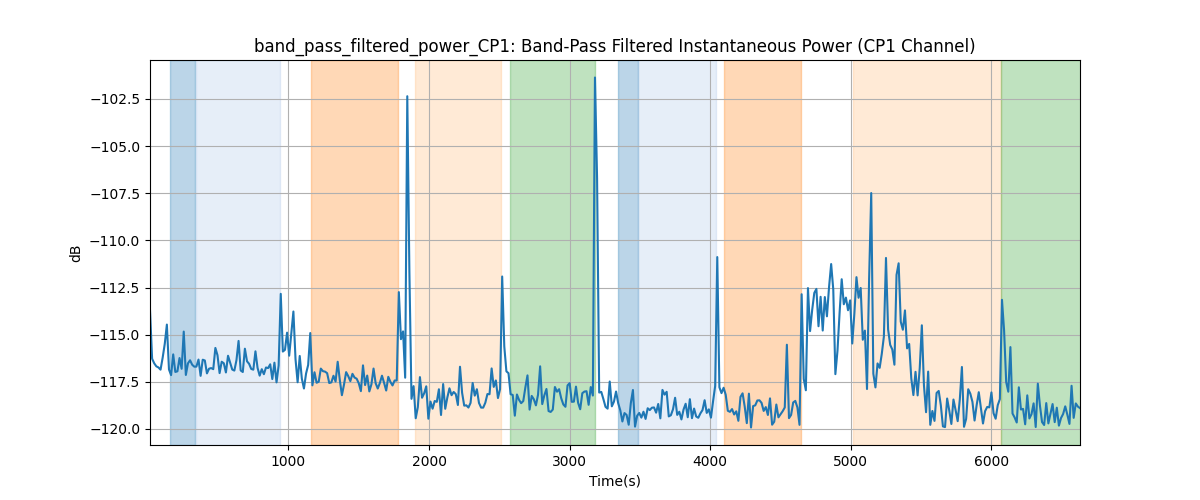 band_pass_filtered_power_CP1: Band-Pass Filtered Instantaneous Power (CP1 Channel)
−102.5
−105.0
−107.5
−110.0
−112.5
−115.0
−117.5
−120.0
dB
1000 2000 3000 4000 5000 6000
Time(s)